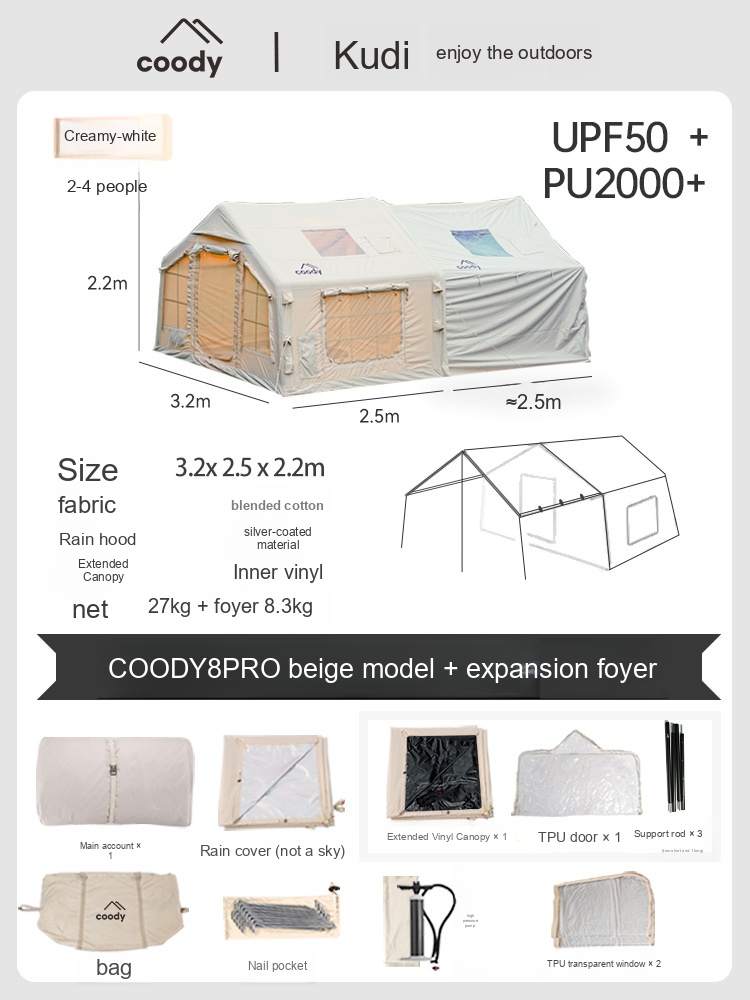 coody
Kudi
enjoy the outdoors
Creamy-white
UPF50 +
PU2000+
2-4 people
2.2m
coody
coody
3.2m
2.5m
≈2.5m
Size
3.2x 2.5 x 2.2m
fabric
blended cotton
Rain hood
silver-coated
material
Extended
Canopy
Inner vinyl
net
27kg + foyer 8.3kg
COODY8PRO beige model + expansion foyer
Main account ×
1
Rain cover (not a sky)
Extended Vinyl Canopy × 1
TPU door × 1
Support rod × 3
coody
bag
Nail pocket
high
pressure
pump
TPU transparent window × 2